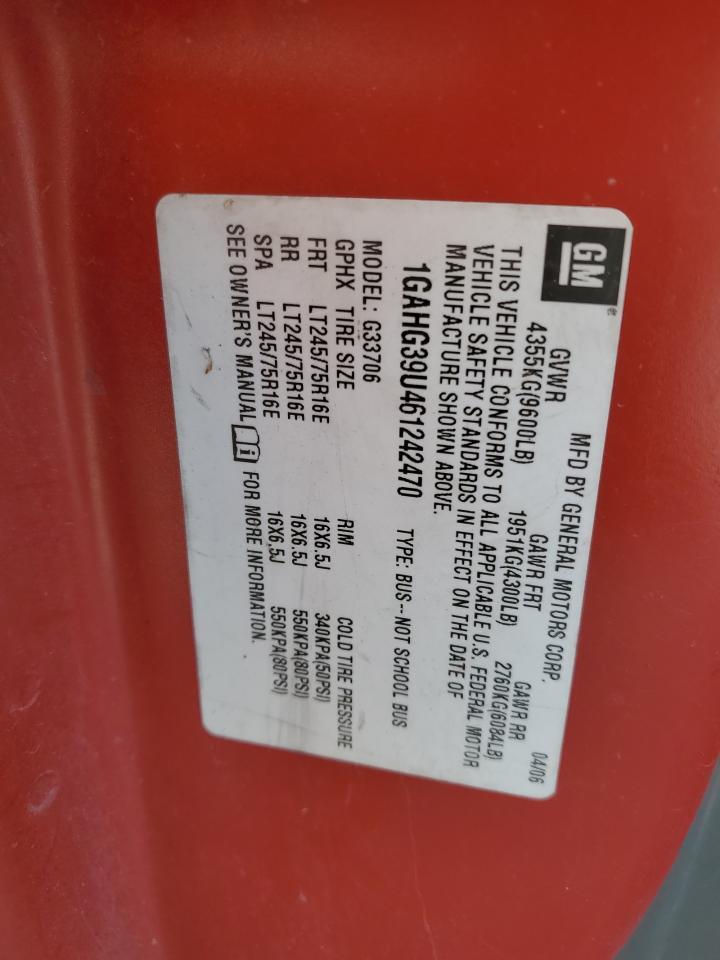 GM
MFD BY GENERAL MOTORS CORP. 04/06
GVWR GAWR FRT GAWR RR
4355KG(9600LB) 1951KG(4300LB) 2760KG(6084LB)
THIS VEHICLE CONFORMS TO ALL APPLICABLE U.S. FEDERAL MOTOR
VEHICLE SAFETY STANDARDS IN EFFECT ON THE DATE OF
MANUFACTURE SHOWN ABOVE.
1GAHG39U461242470 TYPE: BUS--NOT SCHOOL BUS
MODEL: G33706
GPHX TIRE SIZE RIM COLD TIRE PRESSURE
FRT LT245/75R16E 16X6.5J 340KPA(50PSI)
RR LT245/75R16E 16X6.5J 550KPA(80PSI)
SPA LT245/75R16E 16X6.5J 550KPA(80PSI)
SEE OWNER'S MANUAL FOR MORE INFORMATION.